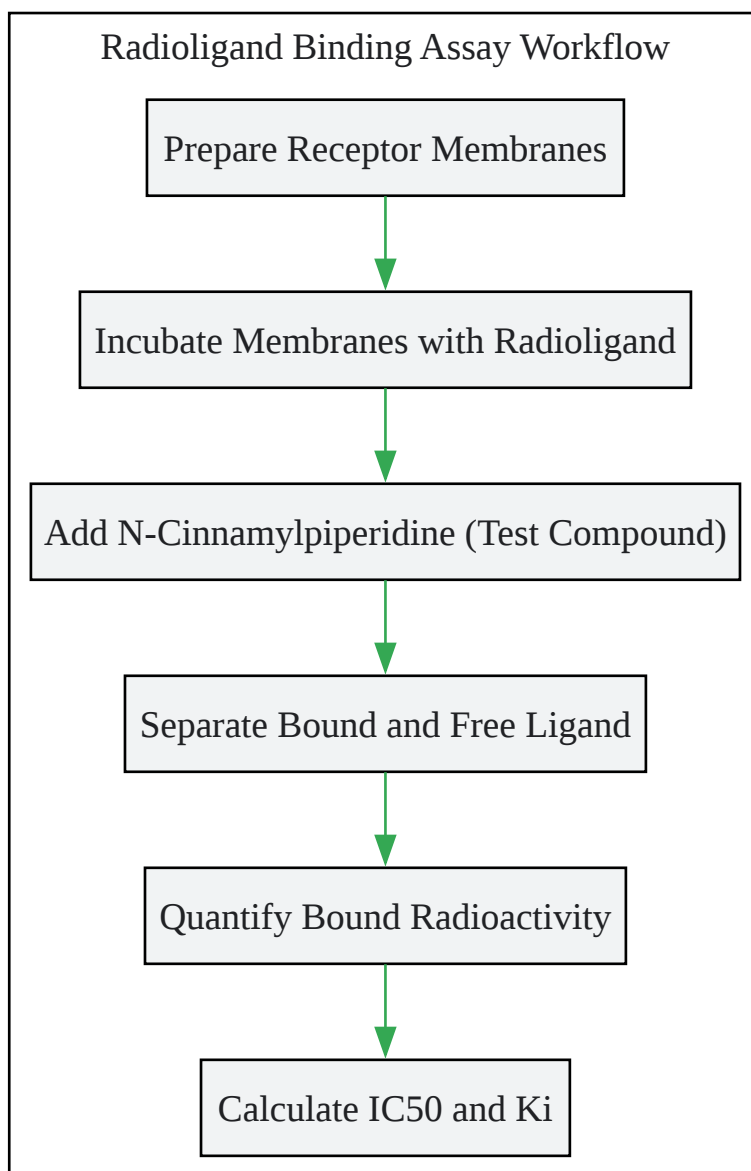 Radioligand Binding Assay Workflow
Prepare Receptor Membranes
Incubate Membranes with Radioligand
Add N-Cinnamylpiperidine (Test Compound)
Separate Bound and Free Ligand
Quantify Bound Radioactivity
Calculate IC50 and Ki